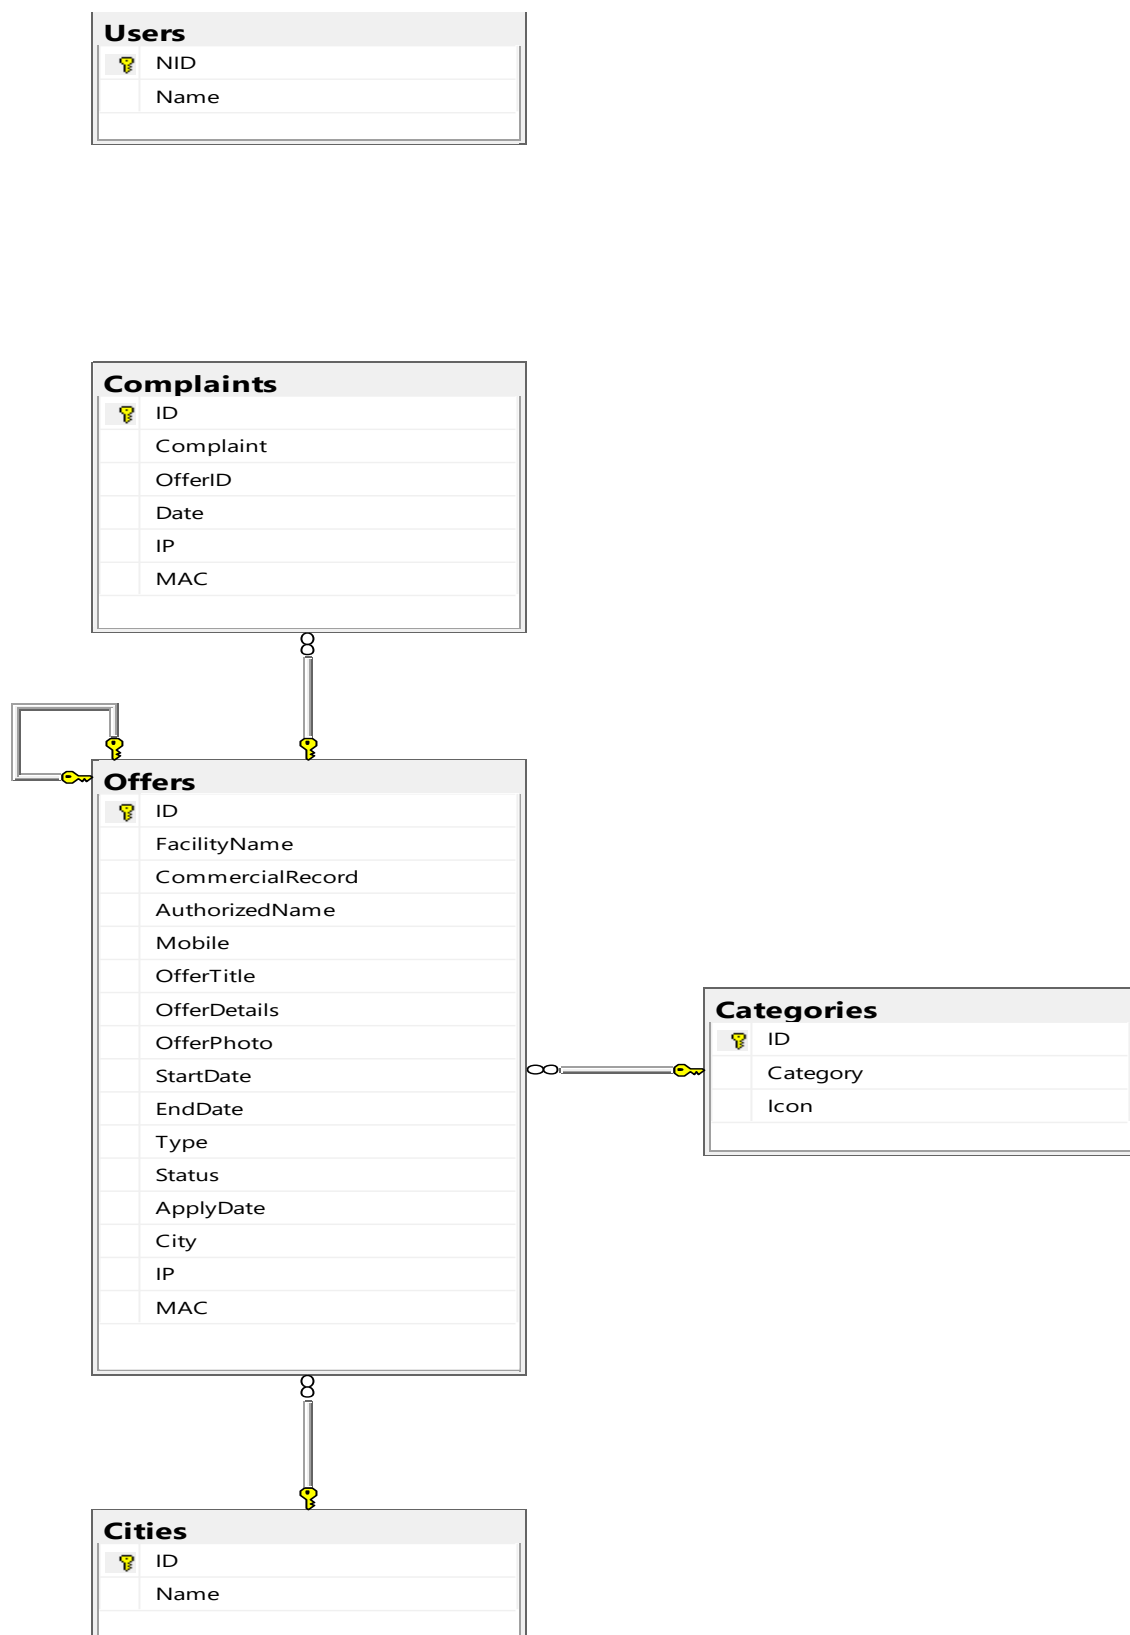 Users
NID
Name
Complaints
ID
Complaint
OfferID
Date
IP
MAC
Offers
ID
FacilityName
CommercialRecord
AuthorizedName
Mobile
OfferTitle
OfferDetails
OfferPhoto
StartDate
EndDate
Type
Status
ApplyDate
City
IP
MAC
Categories
ID
Category
Icon
Cities
ID
Name